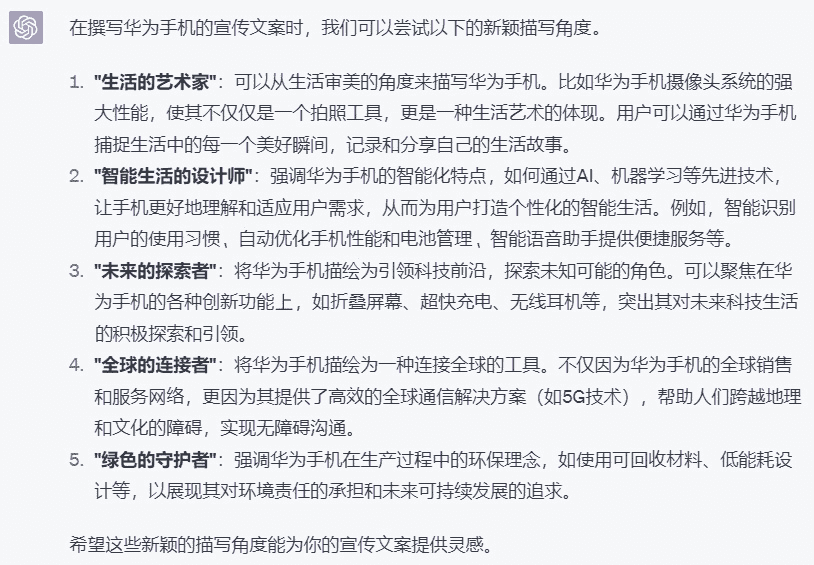 在撰写华为手机的宣传文案时，我们可以尝试以下的新颖描写角度。
1. "生活的艺术家"：可以从生活审美的角度来描写华为手机。比如华为手机摄像头系统的强
大性能，使其不仅仅是一个拍照工具，更是一种生活艺术的体现。用户可以通过华为手机
捕捉生活中的每一个美好瞬间，记录和分享自己的生活故事。
2. "智能生活的设计师"：强调华为手机的智能化特点，如何通过AI、机器学习等先进技术，
让手机更好地理解和适应用户需求，从而为用户打造个性化的智能生活。例如，智能识别
用户的使用习惯、自动优化手机性能和电池管理、智能语音助手提供便捷服务等。
3. "未来的探索者"：将华为手机描绘为引领科技前沿，探索未知可能的角色。可以聚焦在华
为手机的各种创新功能上，如折叠屏幕、超快充电、无线耳机等，突出其对未来科技生活
的积极探索和引领。
4. "全球的连接者"：将华为手机描绘为一种连接全球的工具。不仅因为华为手机的全球销售
和服务网络，更因为其提供了高效的全球通信解决方案（如5G技术），帮助人们跨越地理
和文化的障碍，实现无障碍沟通。
5. "绿色的守护者"：强调华为手机在生产过程中的环保理念，如使用可回收材料、低能耗设
计等，以展现其对环境责任的承担和未来可持续发展的追求。
希望这些新颖的描写角度能为你的宣传文案提供灵感。